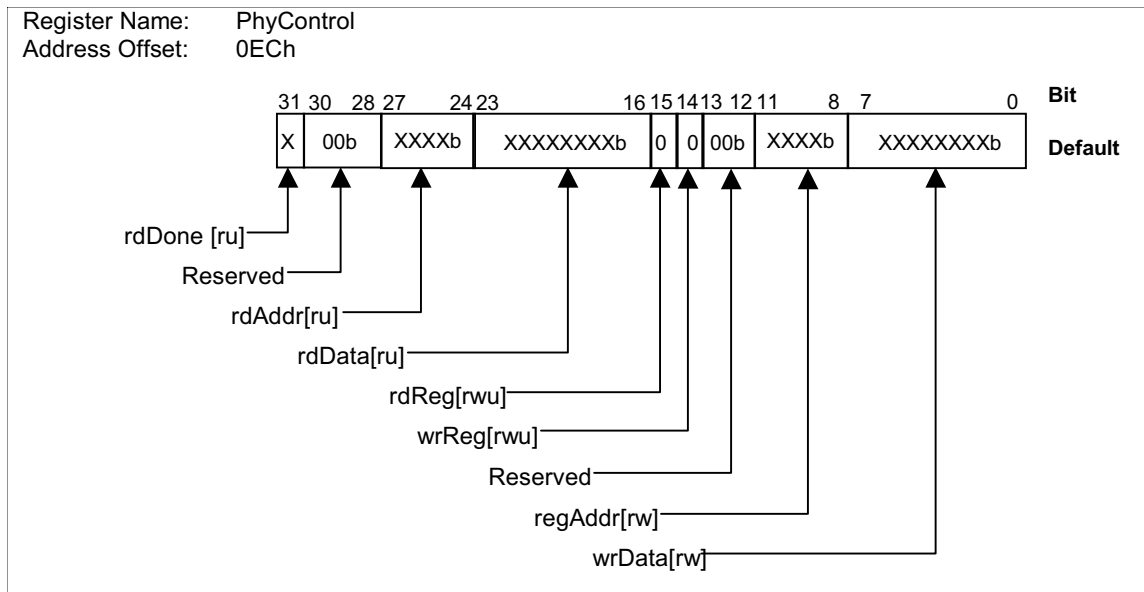 Register Name: PhyControl
Address Offset: 0ECh
31 30 28 27 24 23 16 15 14 13 12 11 8 7 0 Bit
X 00b XXXXb XXXXXXXXb 0 0 00b XXXXb XXXXXXXXb Default
rdDone [ru]
Reserved
rdAddr[ru]
rdData[ru]
rdReg[rwu]
wrReg[rwu]
Reserved
regAddr[rw]
wrData[rw]